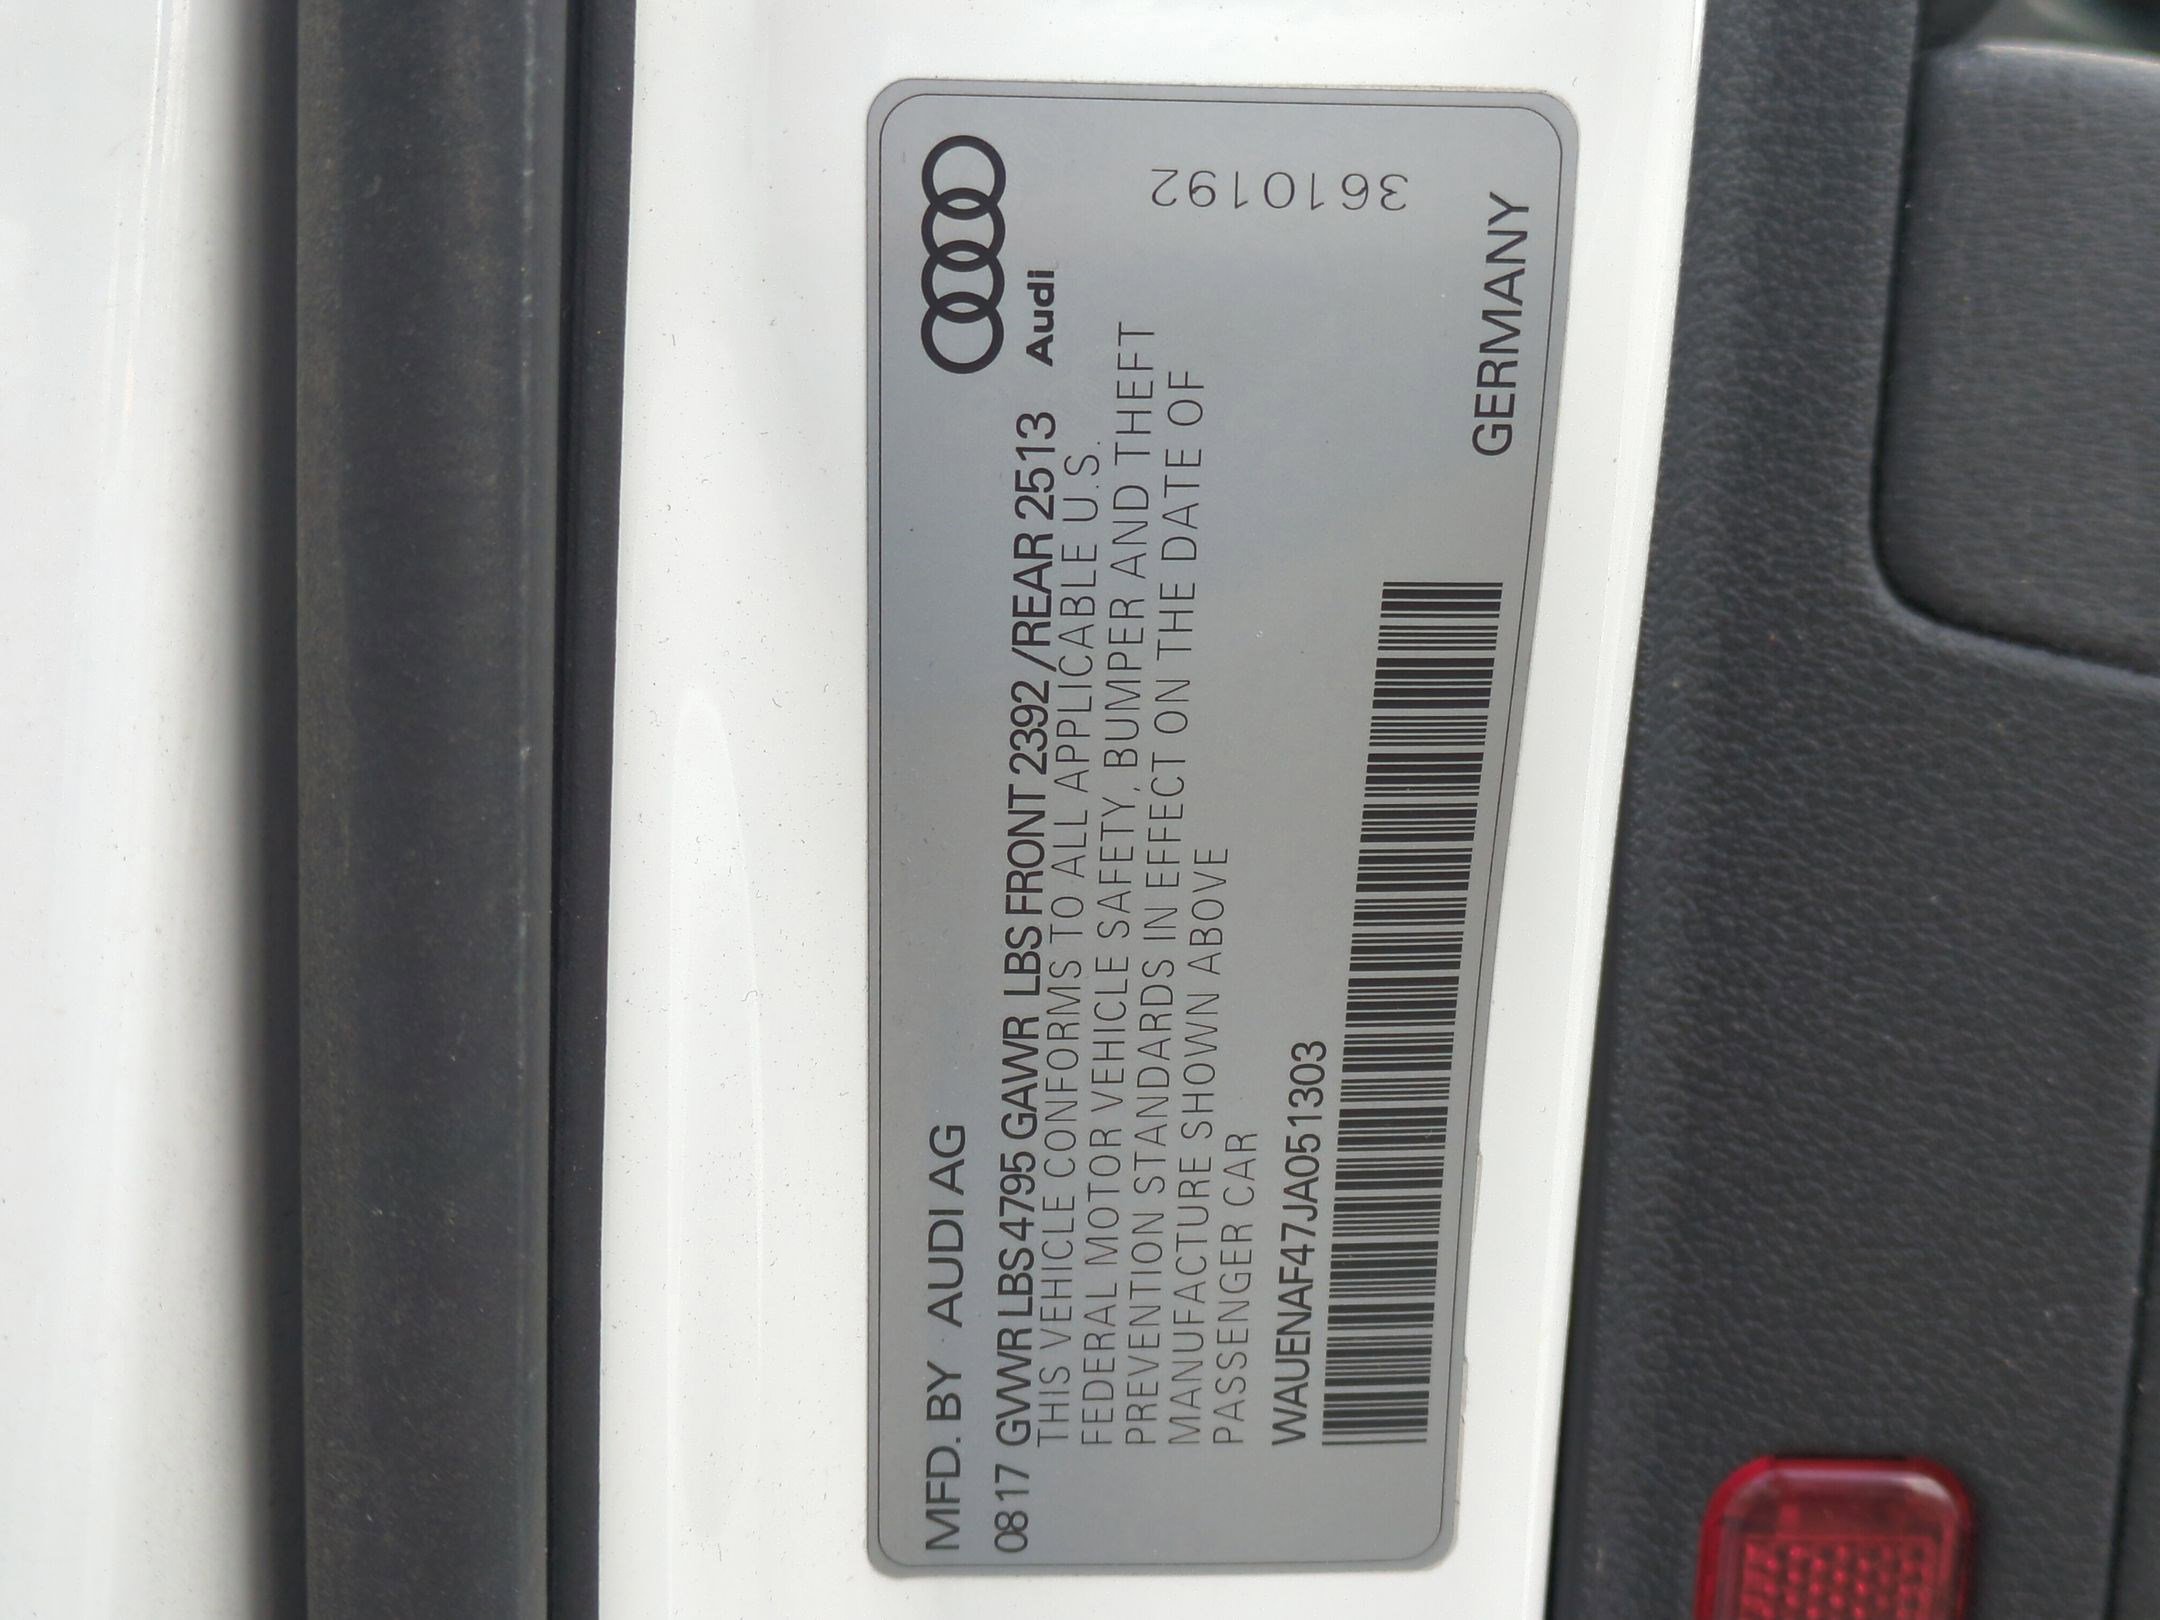 MFD. BY AUDI AG
08 17 GVWR LBS 4795 GAWR LBS FRONT 2392 /REAR 2513
THIS VEHICLE CONFORMS TO ALL APPLICABLE U.S.
FEDERAL MOTOR VEHICLE SAFETY, BUMPER AND THEFT
PREVENTION STANDARDS IN EFFECT ON THE DATE OF
MANUFACTURE SHOWN ABOVE
PASSENGER CAR
WAUENAF47JA051303
Audi
3610192
GERMANY